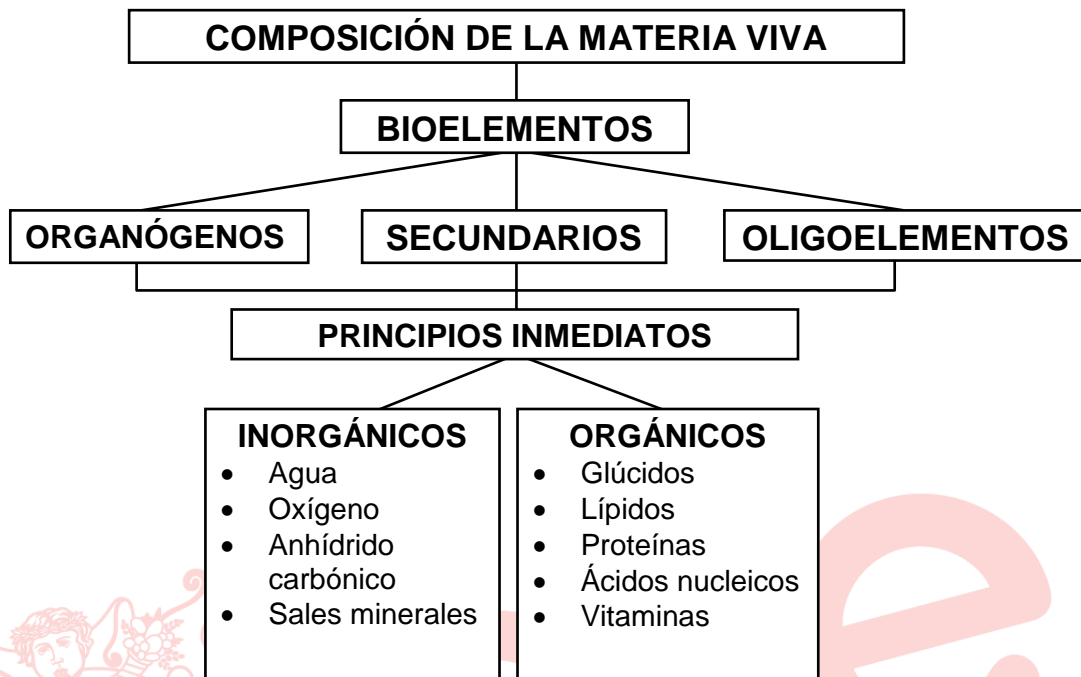 COMPOSICIÓN DE LA MATERIA VIVA
BIOELEMENTOS
ORGANÓGENOS
SECUNDARIOS
OLIGOELEMENTOS
PRINCIPIOS INMEDIATOS
INORGÁNICOS
• Agua
• Oxígeno
• Anhídrido
carbónico
• Sales minerales
ORGÁNICOS
• Glúcidos
• Lípidos
• Proteínas
• Ácidos nucleicos
• Vitaminas